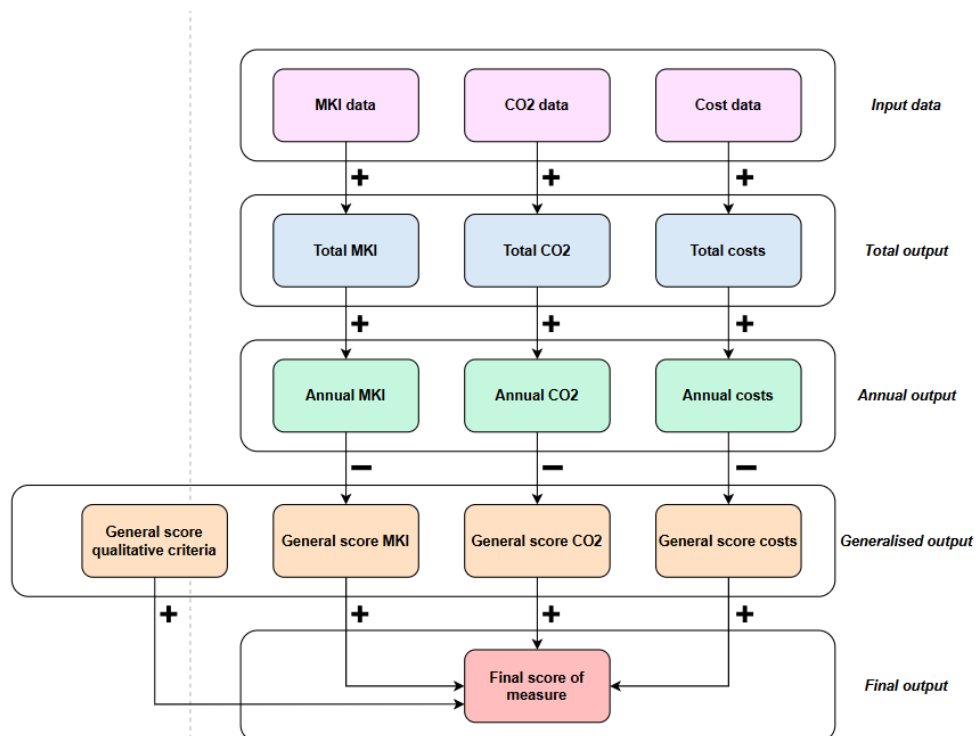 MKI data
CO2 data
Cost data
Input data
+
+
+
Total MKI
Total CO2
Total costs
Total output
+
+
+
Annual MKI
Annual CO2
Annual costs
Annual output
−
−
−
General score
qualitative criteria
General score MKI
General score CO2
General score costs
Generalised output
+
+
+
+
Final score of
measure
Final output